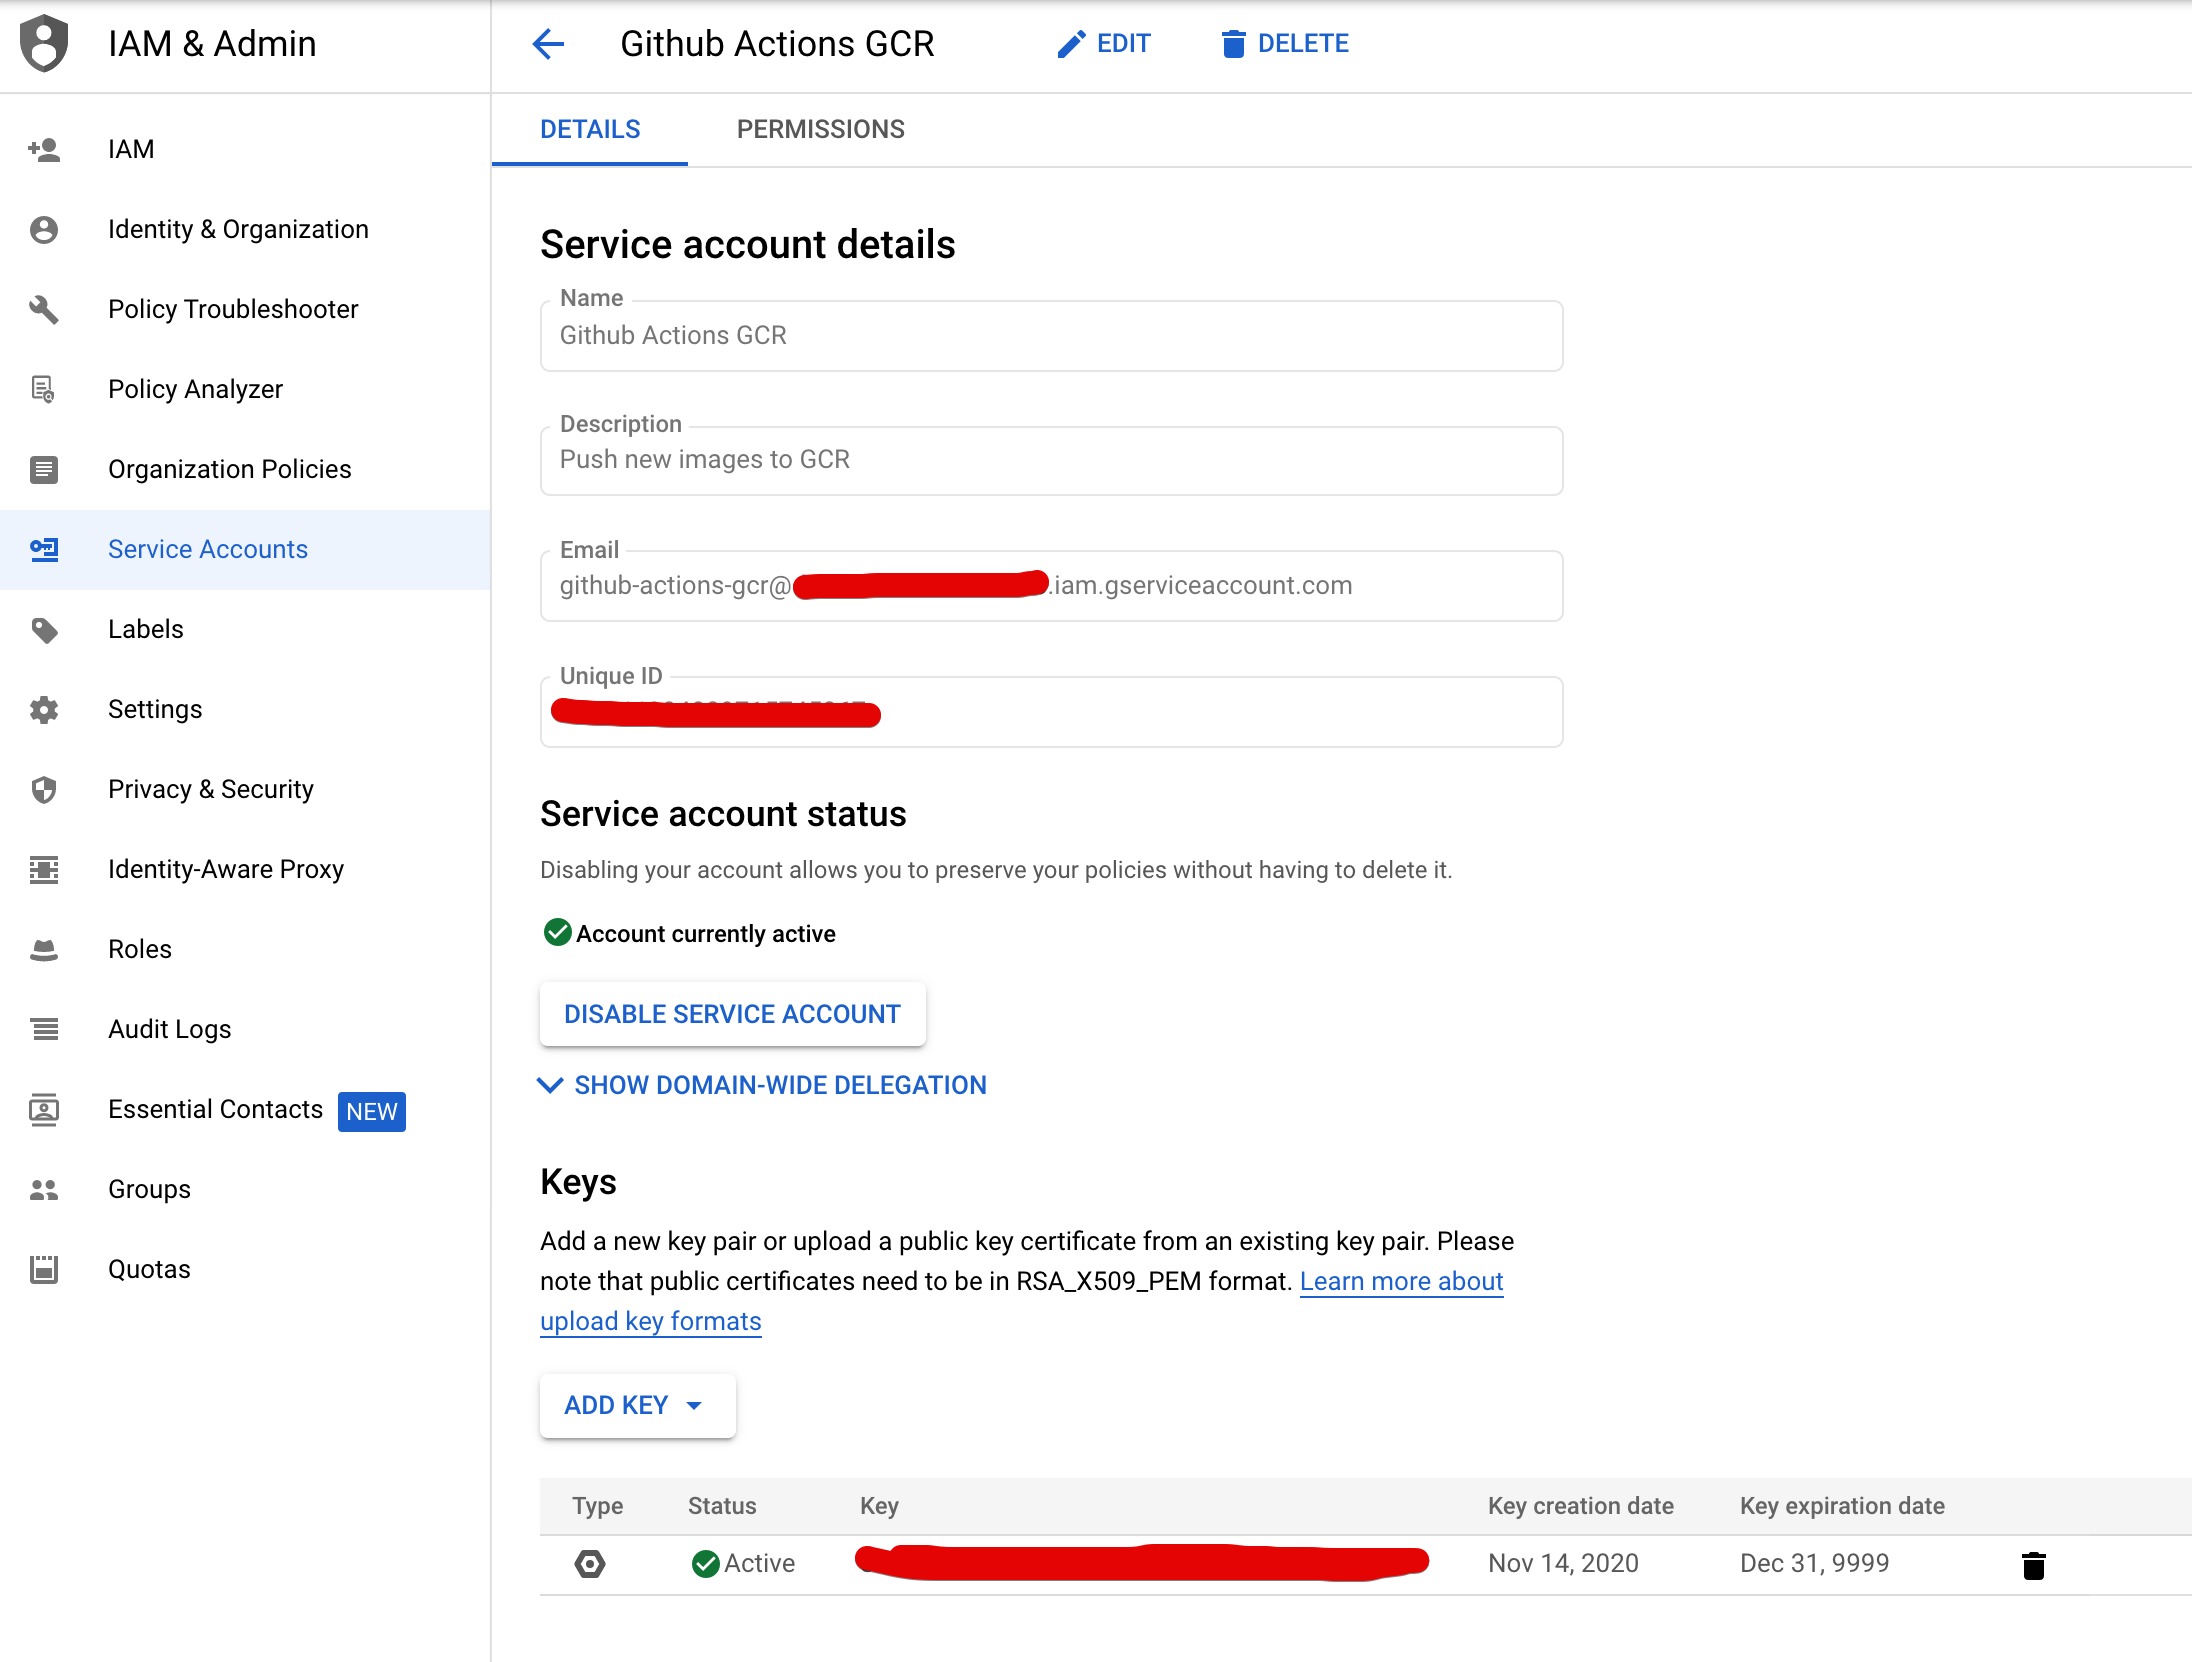 IAM & Admin
Github Actions GCR
EDIT
DELETE
IAM
Identity & Organization
Policy Troubleshooter
Policy Analyzer
Organization Policies
Service Accounts
Labels
Settings
Privacy & Security
Identity-Aware Proxy
Roles
Audit Logs
Essential Contacts NEW
Groups
Quotas
DETAILS
PERMISSIONS
Service account details
Name
Github Actions GCR
Description
Push new images to GCR
Email
github-actions-gcr@ .iam.gserviceaccount.com
Unique ID
Service account status
Disabling your account allows you to preserve your policies without having to delete it.
Account currently active
DISABLE SERVICE ACCOUNT
SHOW DOMAIN-WIDE DELEGATION
Keys
Add a new key pair or upload a public key certificate from an existing key pair. Please
note that public certificates need to be in RSA_X509_PEM format. Learn more about
upload key formats
ADD KEY
Type Status Key Key creation date Key expiration date
Active Nov 14, 2020 Dec 31, 9999